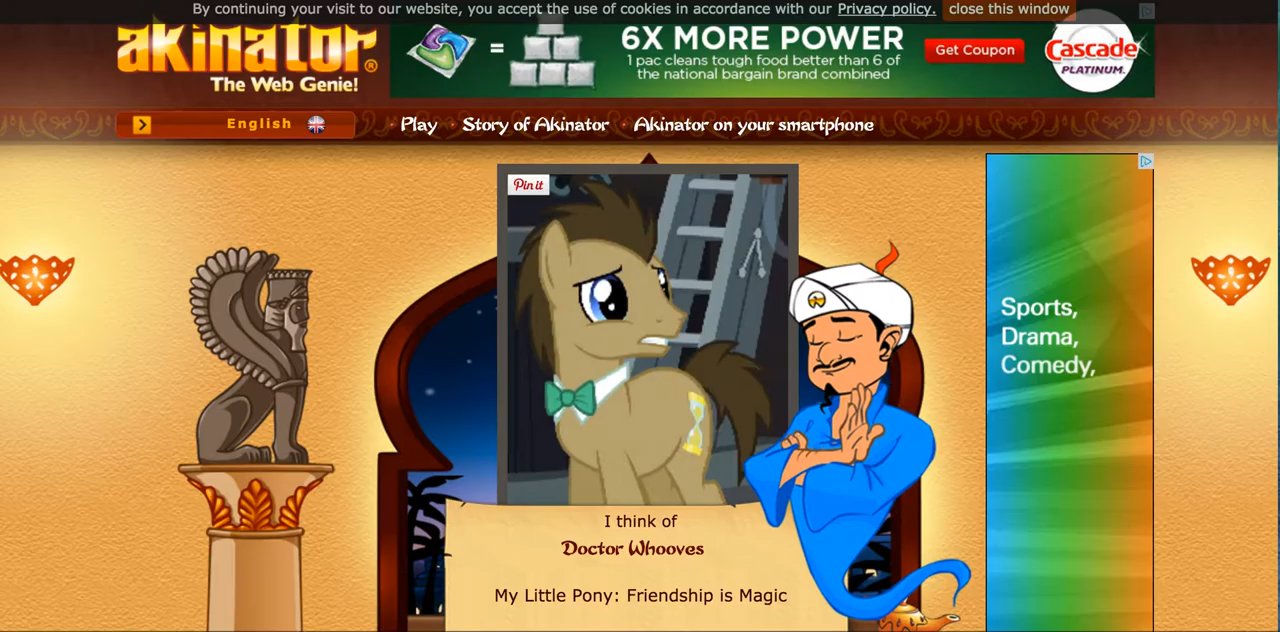 By continuing your visit to our website, you accept the use of cookies in accordance with our Privacy policy. close this window
akinator®
The Web Genie!
=
6X MORE POWER
1 pac cleans tough food better than 6 of
the national bargain brand combined
Get Coupon
Cascade
PLATINUM.
English
Play · Story of Akinator · Akinator on your smartphone
Pin it
Sports,
Drama,
Comedy,
I think of
Doctor Whooves
My Little Pony: Friendship is Magic